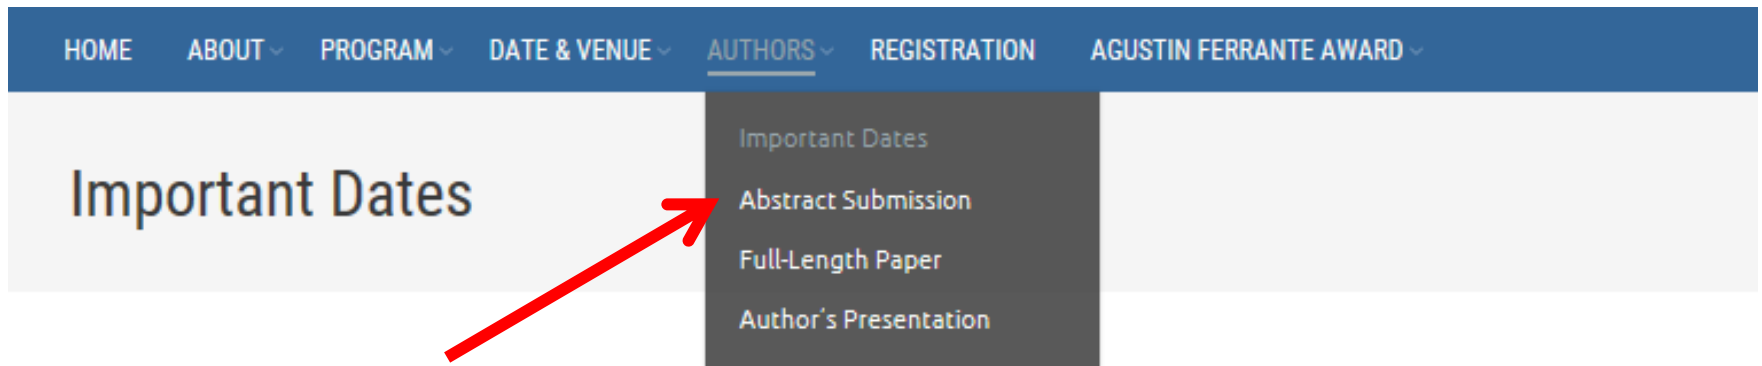 HOME ABOUT PROGRAM DATE & VENUE AUTHORS REGISTRATION AGUSTIN FERRANTE AWARD
Important Dates
Important Dates
Abstract Submission
Full-Length Paper
Author´s Presentation